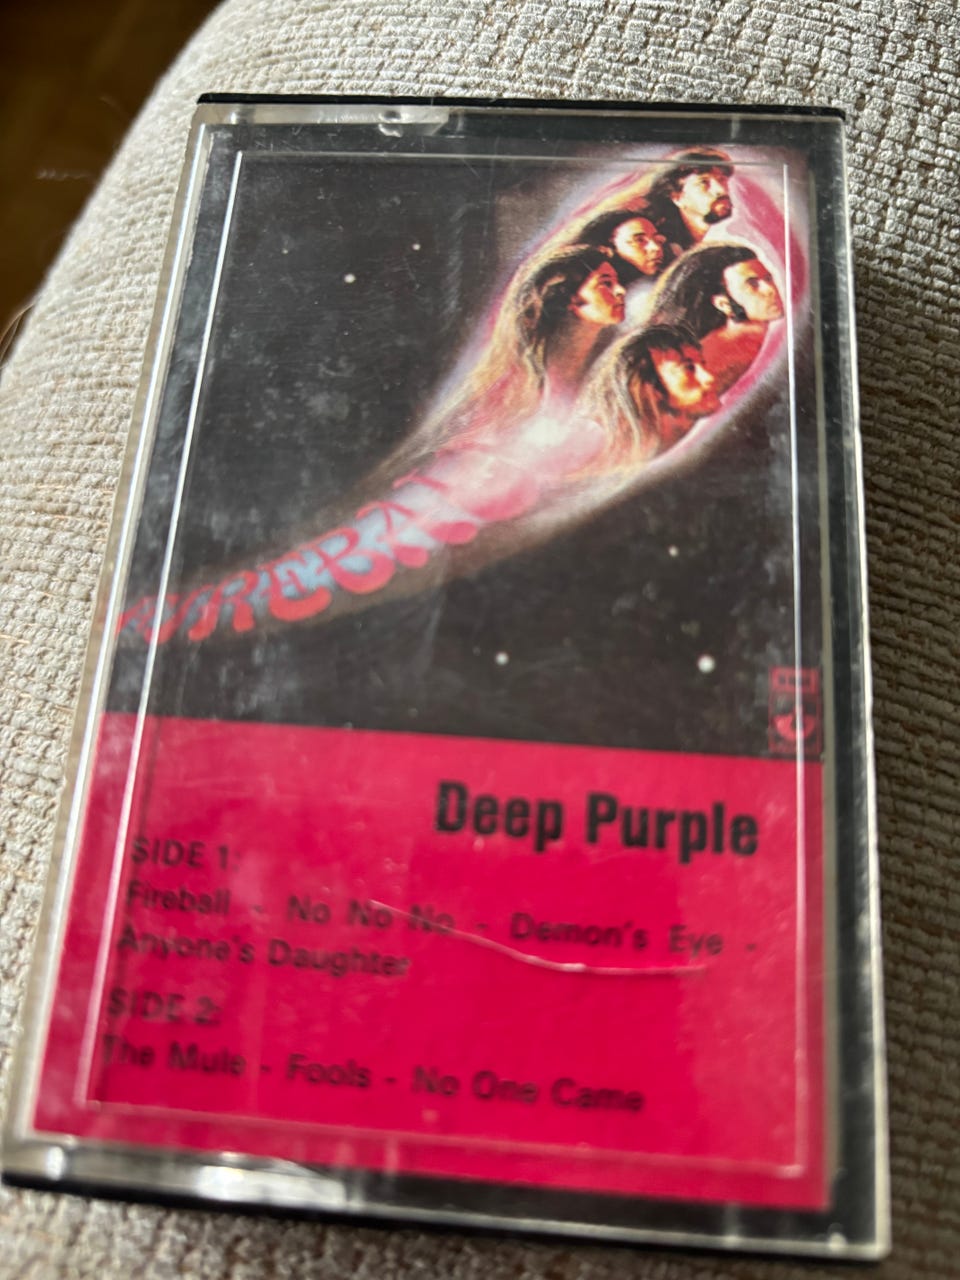 FIREBALL
Deep Purple
SIDE 1:
Fireball - No No No - Demon's Eye -
Anyone's Daughter
SIDE 2:
The Mule - Fools - No One Came